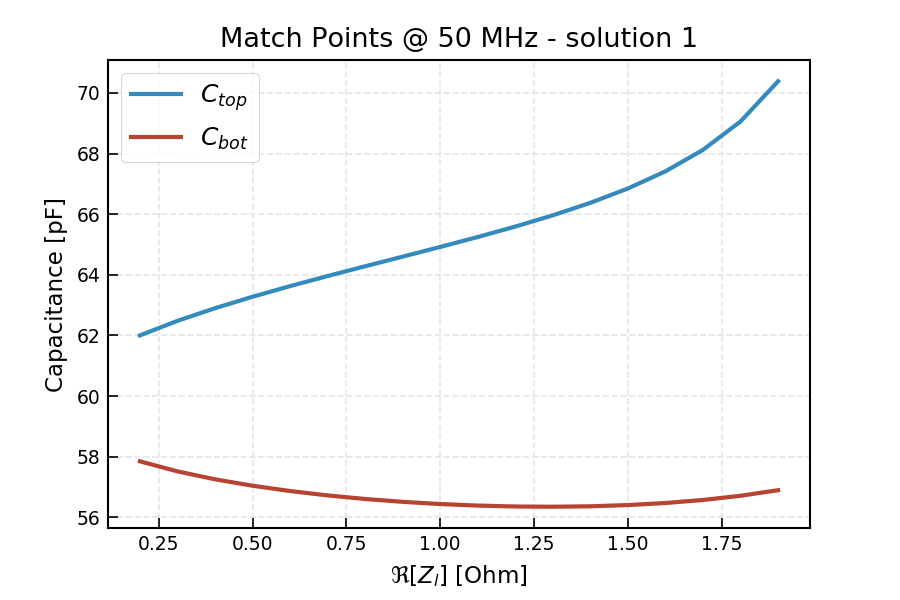 Match Points @ 50 MHz - solution 1
C_top
C_bot
Capacitance [pF]
70
68
66
64
62
60
58
56
0.25 0.50 0.75 1.00 1.25 1.50 1.75
ℜ[Z_l] [Ohm]